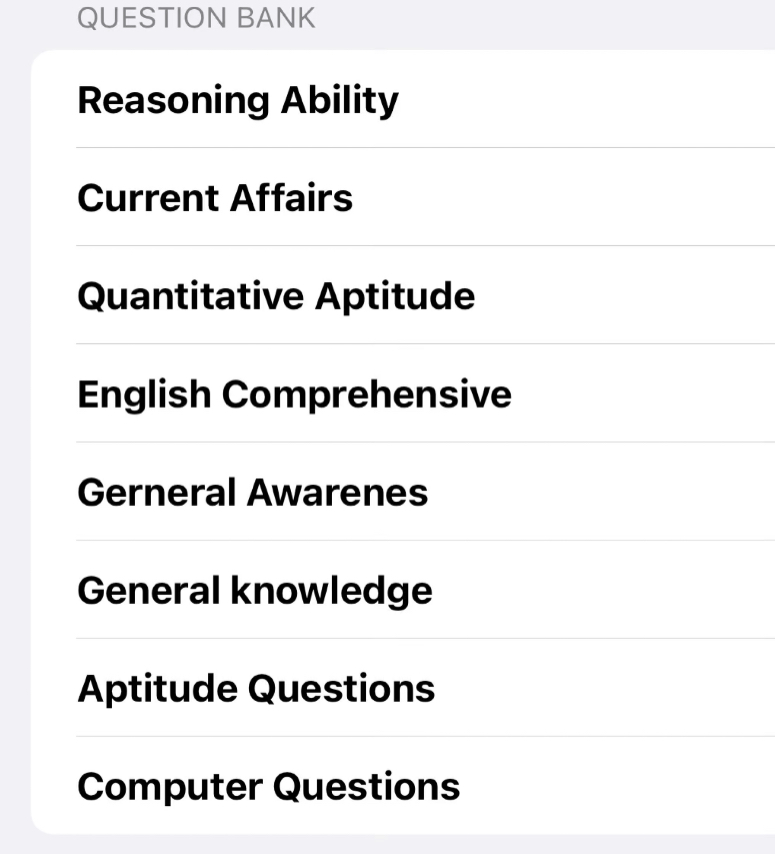 QUESTION BANK
Reasoning Ability
Current Affairs
Quantitative Aptitude
English Comprehensive
Gerneral Awarenes
General knowledge
Aptitude Questions
Computer Questions